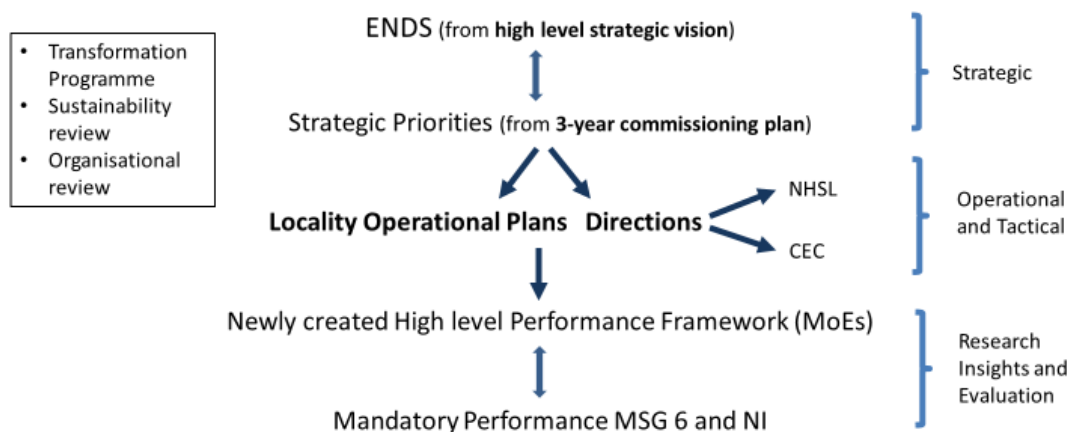 ENDS (from high level strategic vision)
• Transformation
Programme
• Sustainability
review
• Organisational
review
Strategic
Strategic Priorities (from 3-year commissioning plan)
NHSL
Locality Operational Plans Directions
CEC
Operational
and Tactical
Newly created High level Performance Framework (MoEs)
Research
Insights and
Evaluation
Mandatory Performance MSG 6 and NI